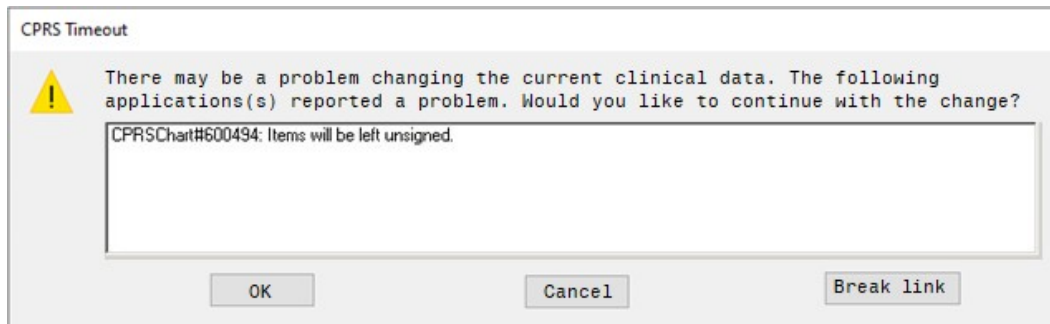 CPRS Timeout
There may be a problem changing the current clinical data. The following
applications(s) reported a problem. Would you like to continue with the change?
CPRSChart#600494: Items will be left unsigned.
OK
Cancel
Break link